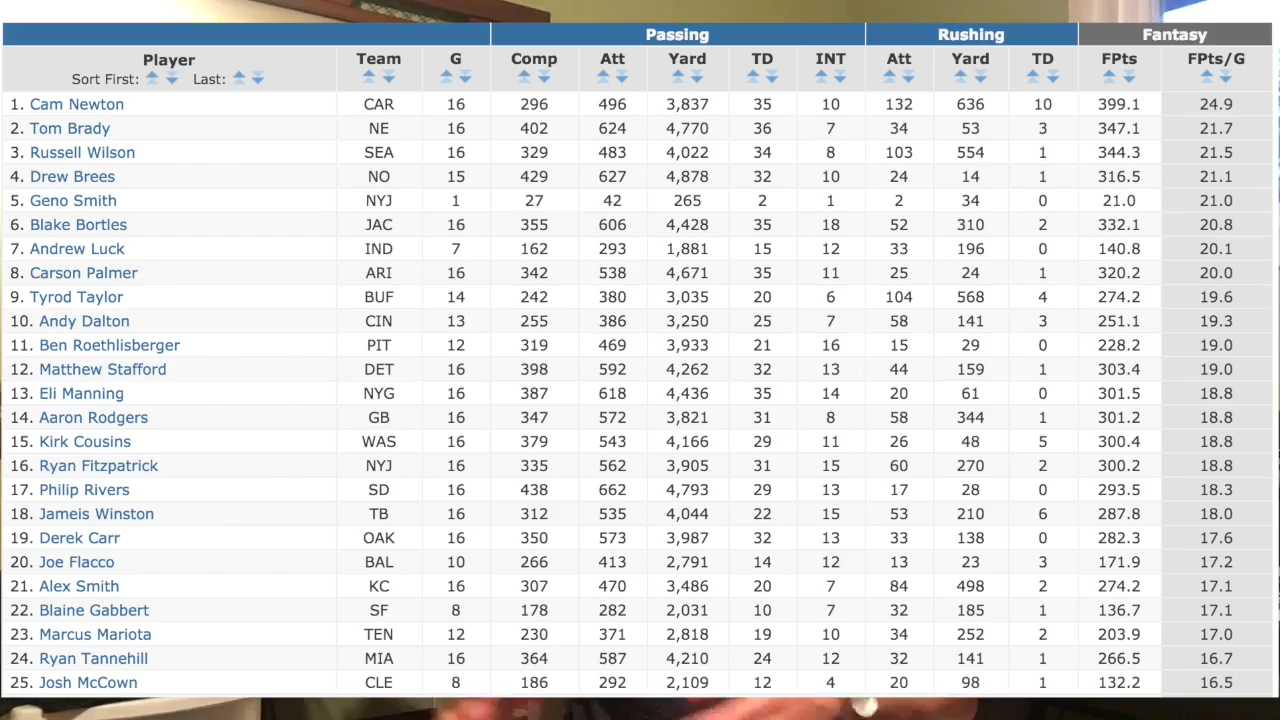 Passing Rushing Fantasy
Player Team G Comp Att Yard TD INT Att Yard TD FPts FPts/G
Sort First: Last:
1. Cam Newton CAR 16 296 496 3,837 35 10 132 636 10 399.1 24.9
2. Tom Brady NE 16 402 624 4,770 36 7 34 53 3 347.1 21.7
3. Russell Wilson SEA 16 329 483 4,022 34 8 103 554 1 344.3 21.5
4. Drew Brees NO 15 429 627 4,878 32 10 24 14 1 316.5 21.1
5. Geno Smith NYJ 1 27 42 265 2 1 2 34 0 21.0 21.0
6. Blake Bortles JAC 16 355 606 4,428 35 18 52 310 2 332.1 20.8
7. Andrew Luck IND 7 162 293 1,881 15 12 33 196 0 140.8 20.1
8. Carson Palmer ARI 16 342 538 4,671 35 11 25 24 1 320.2 20.0
9. Tyrod Taylor BUF 14 242 380 3,035 20 6 104 568 4 274.2 19.6
10. Andy Dalton CIN 13 255 386 3,250 25 7 58 141 3 251.1 19.3
11. Ben Roethlisberger PIT 12 319 469 3,933 21 16 15 29 0 228.2 19.0
12. Matthew Stafford DET 16 398 592 4,262 32 13 44 159 1 303.4 19.0
13. Eli Manning NYG 16 387 618 4,436 35 14 20 61 0 301.5 18.8
14. Aaron Rodgers GB 16 347 572 3,821 31 8 58 344 1 301.2 18.8
15. Kirk Cousins WAS 16 379 543 4,166 29 11 26 48 5 300.4 18.8
16. Ryan Fitzpatrick NYJ 16 335 562 3,905 31 15 60 270 2 300.2 18.8
17. Philip Rivers SD 16 438 662 4,793 29 13 17 28 0 293.5 18.3
18. Jameis Winston TB 16 312 535 4,044 22 15 53 210 6 287.8 18.0
19. Derek Carr OAK 16 350 573 3,987 32 13 33 138 0 282.3 17.6
20. Joe Flacco BAL 10 266 413 2,791 14 12 13 23 3 171.9 17.2
21. Alex Smith KC 16 307 470 3,486 20 7 84 498 2 274.2 17.1
22. Blaine Gabbert SF 8 178 282 2,031 10 7 32 185 1 136.7 17.1
23. Marcus Mariota TEN 12 230 371 2,818 19 10 34 252 2 203.9 17.0
24. Ryan Tannehill MIA 16 364 587 4,210 24 12 32 141 1 266.5 16.7
25. Josh McCown CLE 8 186 292 2,109 12 4 20 98 1 132.2 16.5